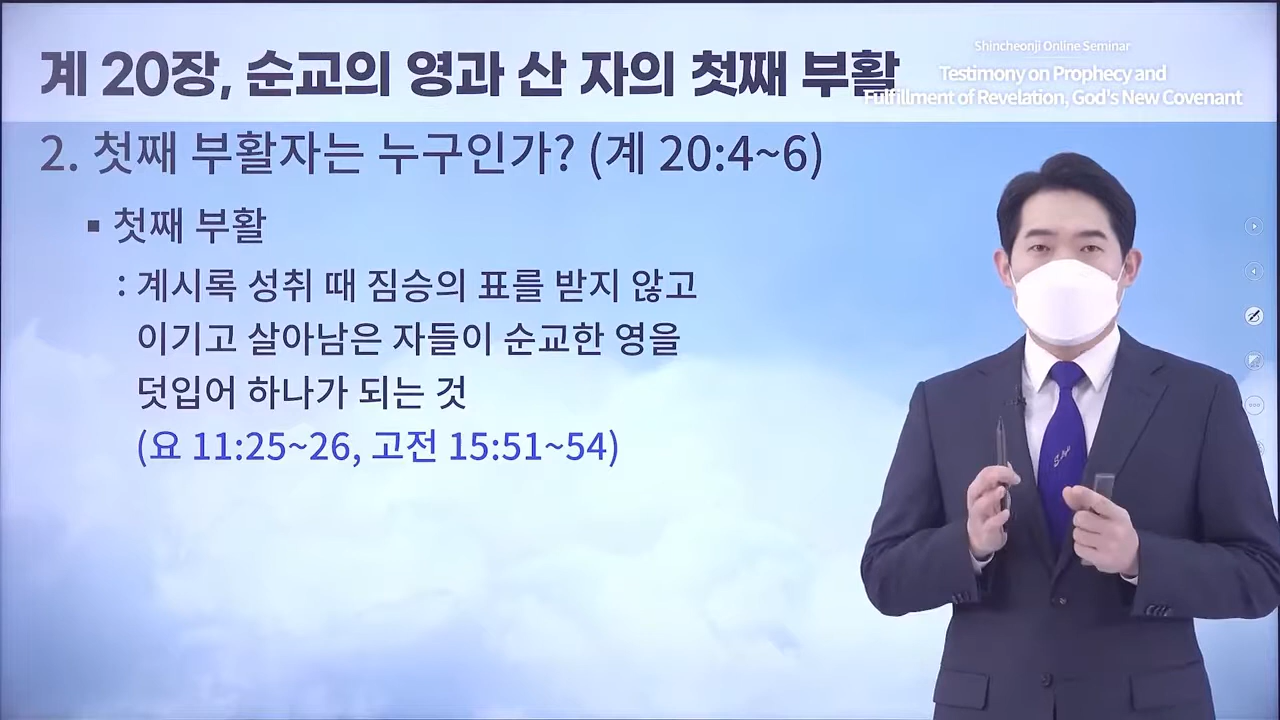 계 20장, 순교의 영과 산 자의 첫째 부활
Shincheonji Online Seminar
Testimony on Prophecy and
Fulfillment of Revelation, God's New Covenant
2. 첫째 부활자는 누구인가? (계 20:4~6)
▪ 첫째 부활
: 계시록 성취 때 짐승의 표를 받지 않고
이기고 살아남은 자들이 순교한 영을
덧입어 하나가 되는 것
(요 11:25~26, 고전 15:51~54)